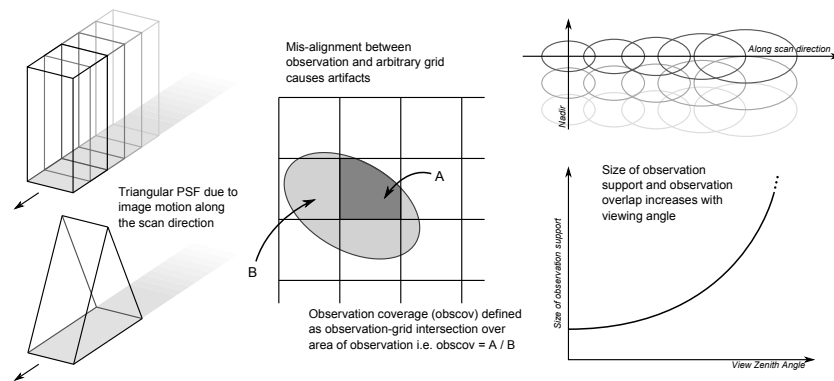 Triangular PSF due to
image motion along
the scan direction
Mis-alignment between
observation and arbitrary grid
causes artifacts
A
B
Observation coverage (obscov) defined
as observation-grid intersection over
area of observation i.e. obscov = A / B
Along scan direction
Nadir
Size of observation
support and observation
overlap increases with
viewing angle
Size of observation support
View Zenith Angle